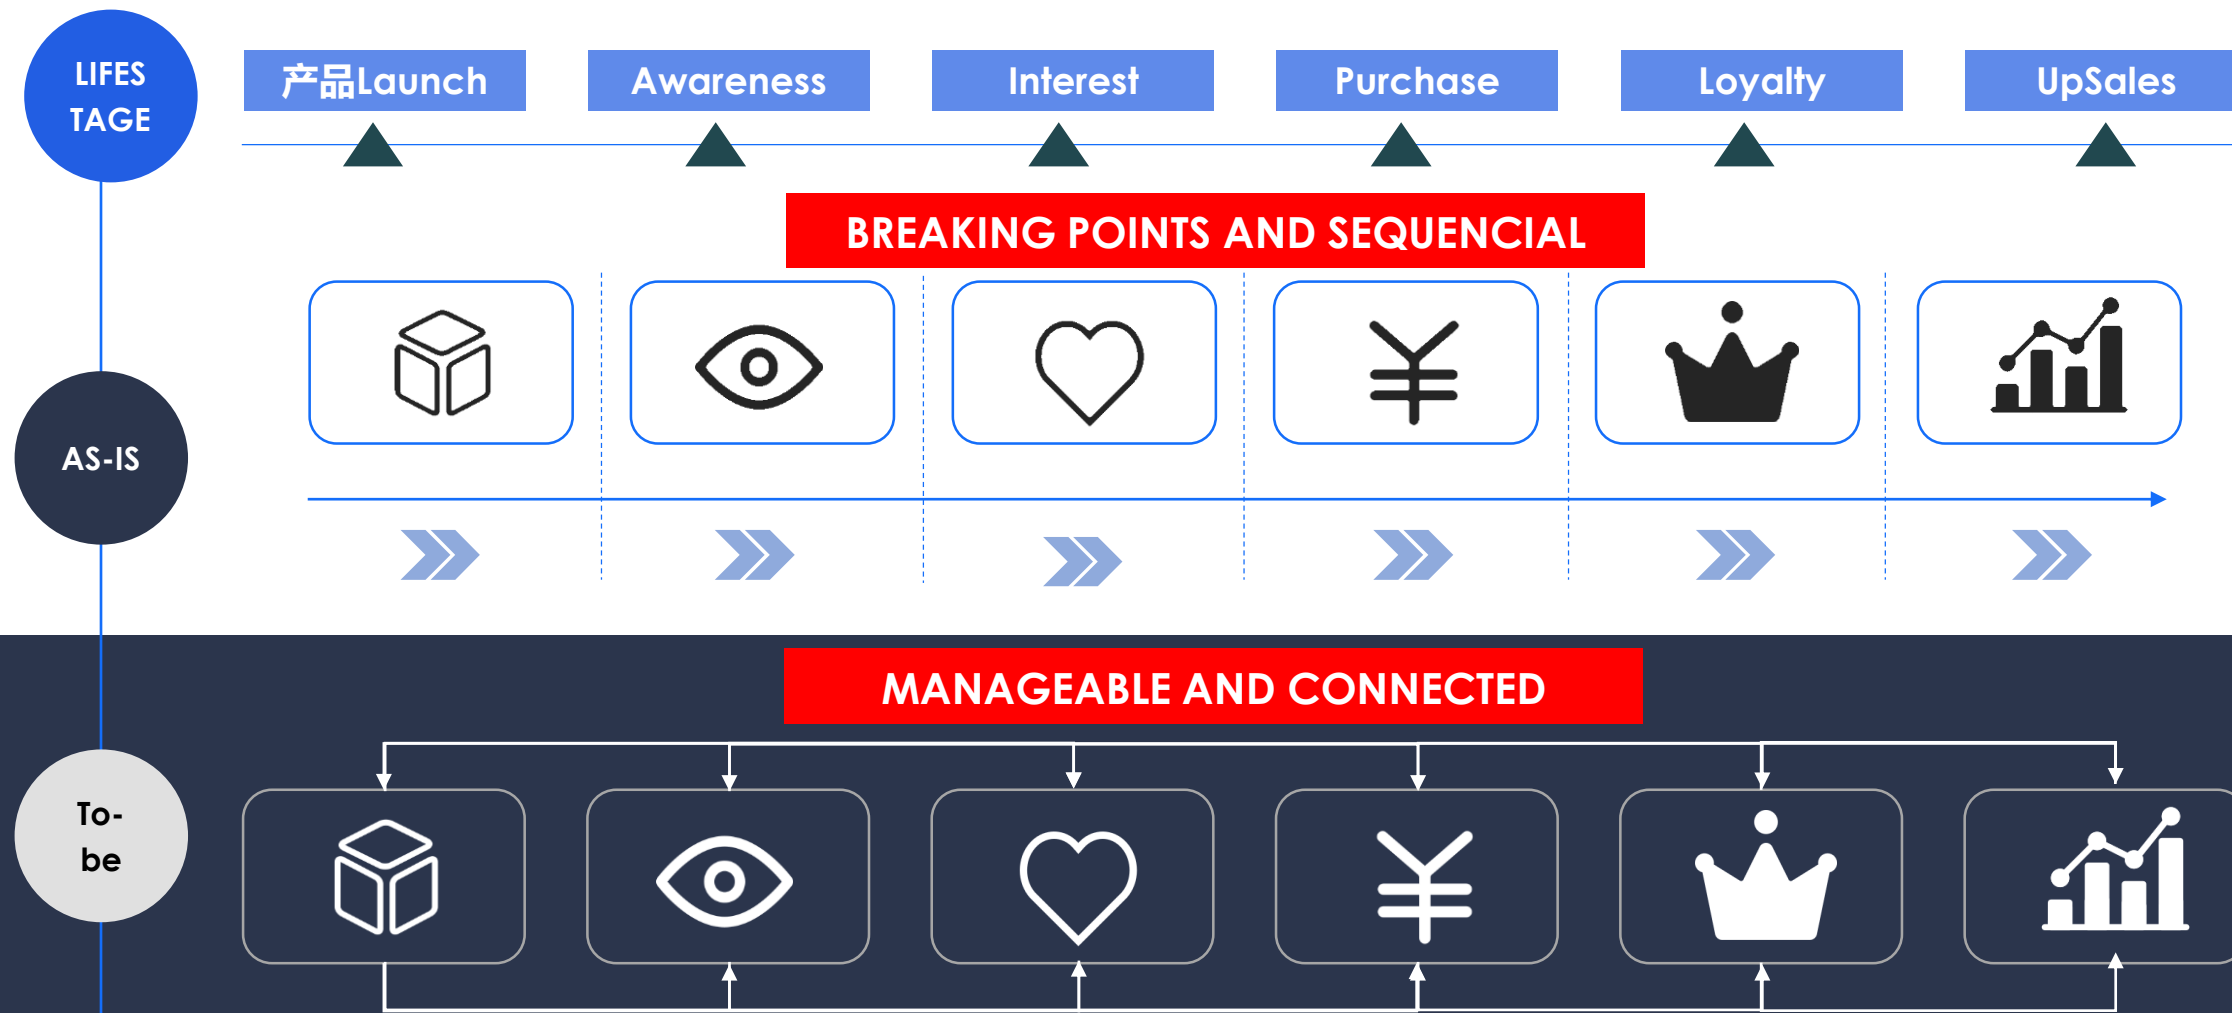 LIFES
TAGE
产品Launch
Awareness
Interest
Purchase
Loyalty
UpSales
BREAKING POINTS AND SEQUENCIAL
AS-IS
MANAGEABLE AND CONNECTED
To-
be